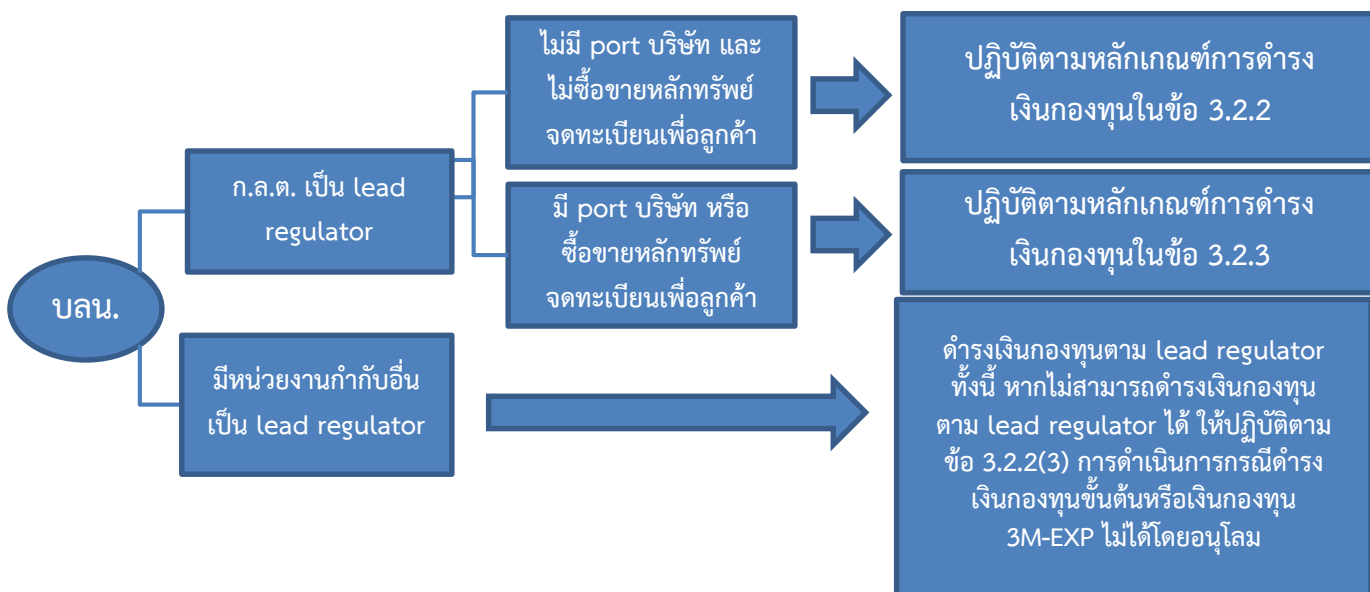 บลน.
ก.ล.ต. เป็น lead
regulator
ไม่มี port บริษัท และ
ไม่ซื้อขายหลักทรัพย์
จดทะเบียนเพื่อลูกค้า
ปฏิบัติตามหลักเกณฑ์การดำรง
เงินกองทุนในข้อ 3.2.2
มี port บริษัท หรือ
ซื้อขายหลักทรัพย์
จดทะเบียนเพื่อลูกค้า
ปฏิบัติตามหลักเกณฑ์การดำรง
เงินกองทุนในข้อ 3.2.3
มีหน่วยงานกำกับอื่น
เป็น lead regulator
ดำรงเงินกองทุนตาม lead regulator
ทั้งนี้ หากไม่สามารถดำรงเงินกองทุน
ตาม lead regulator ได้ ให้ปฏิบัติตาม
ข้อ 3.2.2(3) การดำเนินการกรณีดำรง
เงินกองทุนขั้นต้นหรือเงินกองทุน
3M-EXP ไม่ได้โดยอนุโลม